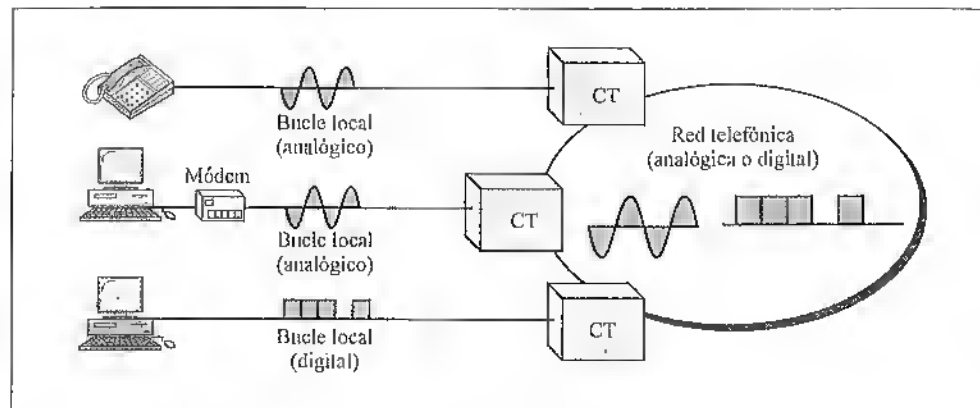 CT
Bucle local
(analógico)
Red telefónica
(analógica o digital)
Módem
CT
Bucle local
(analógico)
CT
Bucle local
(digital)